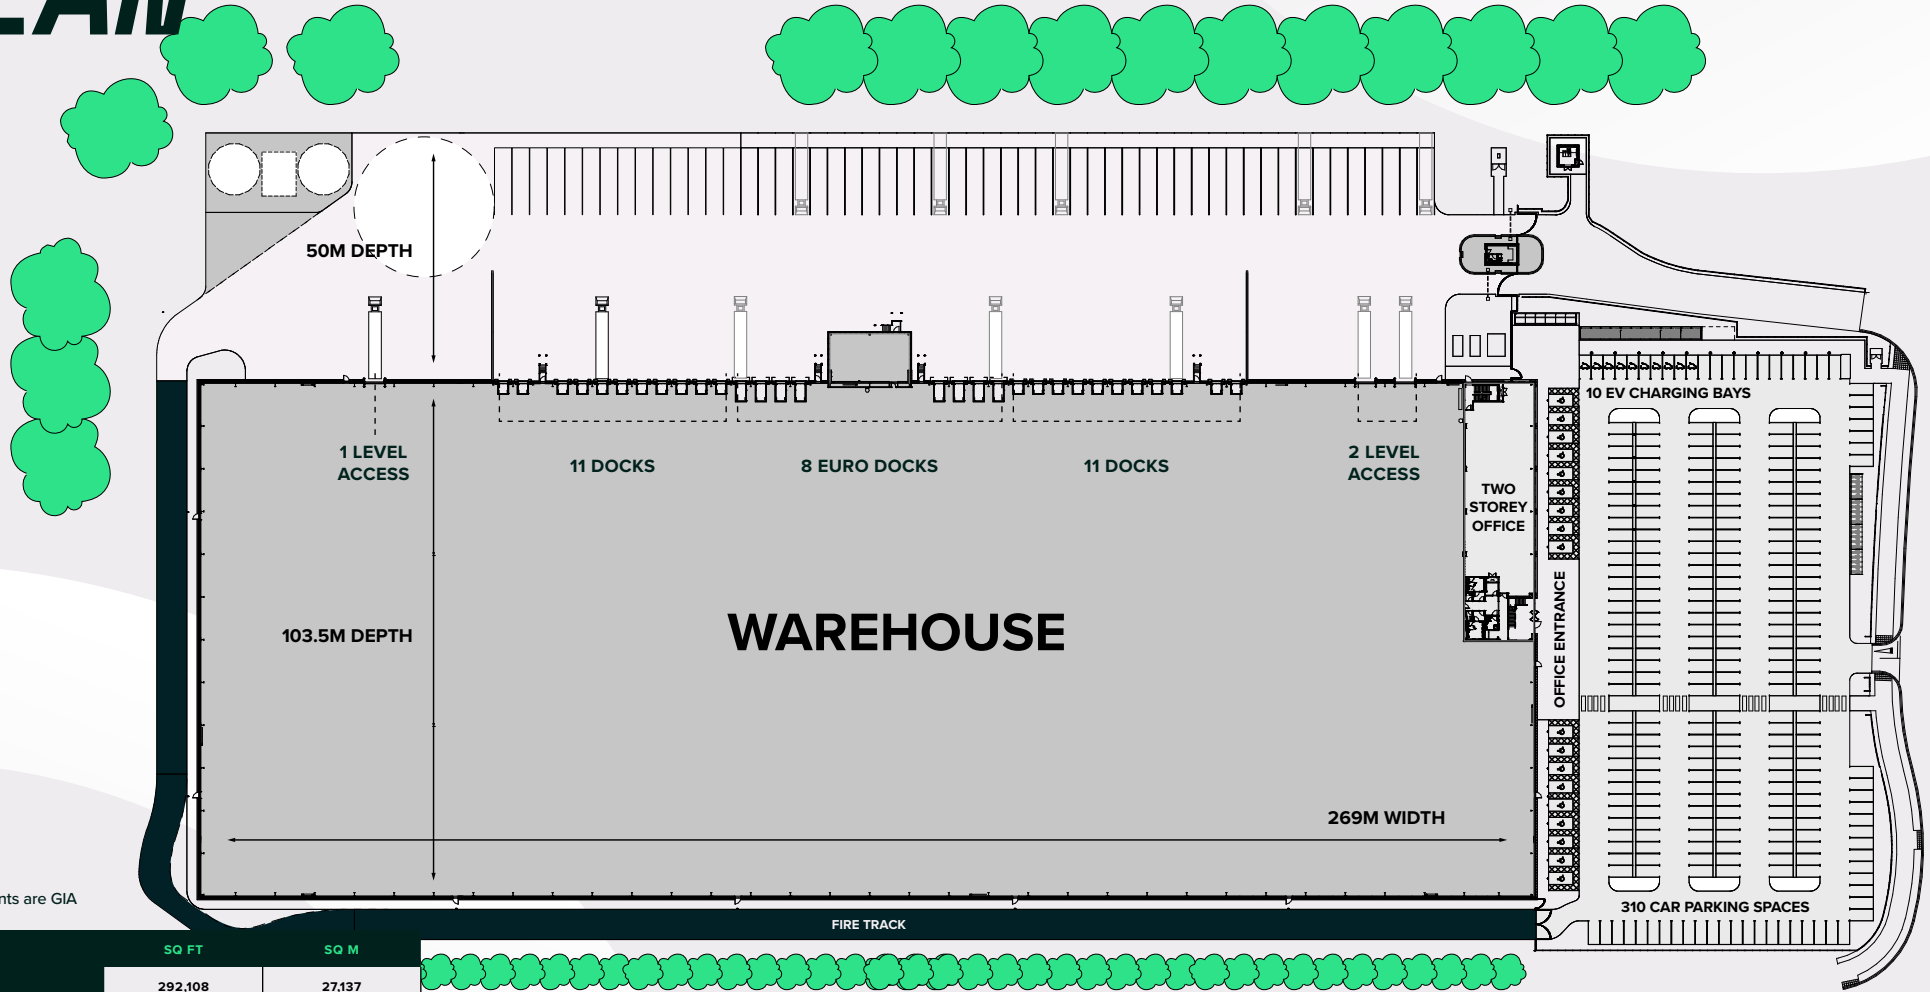 50M DEPTH
10 EV CHARGING BAYS
1 LEVEL
ACCESS
11 DOCKS
8 EURO DOCKS
11 DOCKS
2 LEVEL
ACCESS
TWO
STOREY
OFFICE
OFFICE ENTRANCE
103.5M DEPTH
WAREHOUSE
269M WIDTH
310 CAR PARKING SPACES
FIRE TRACK
nts are GIA
SQ FT
SQ M
292,108
27,137